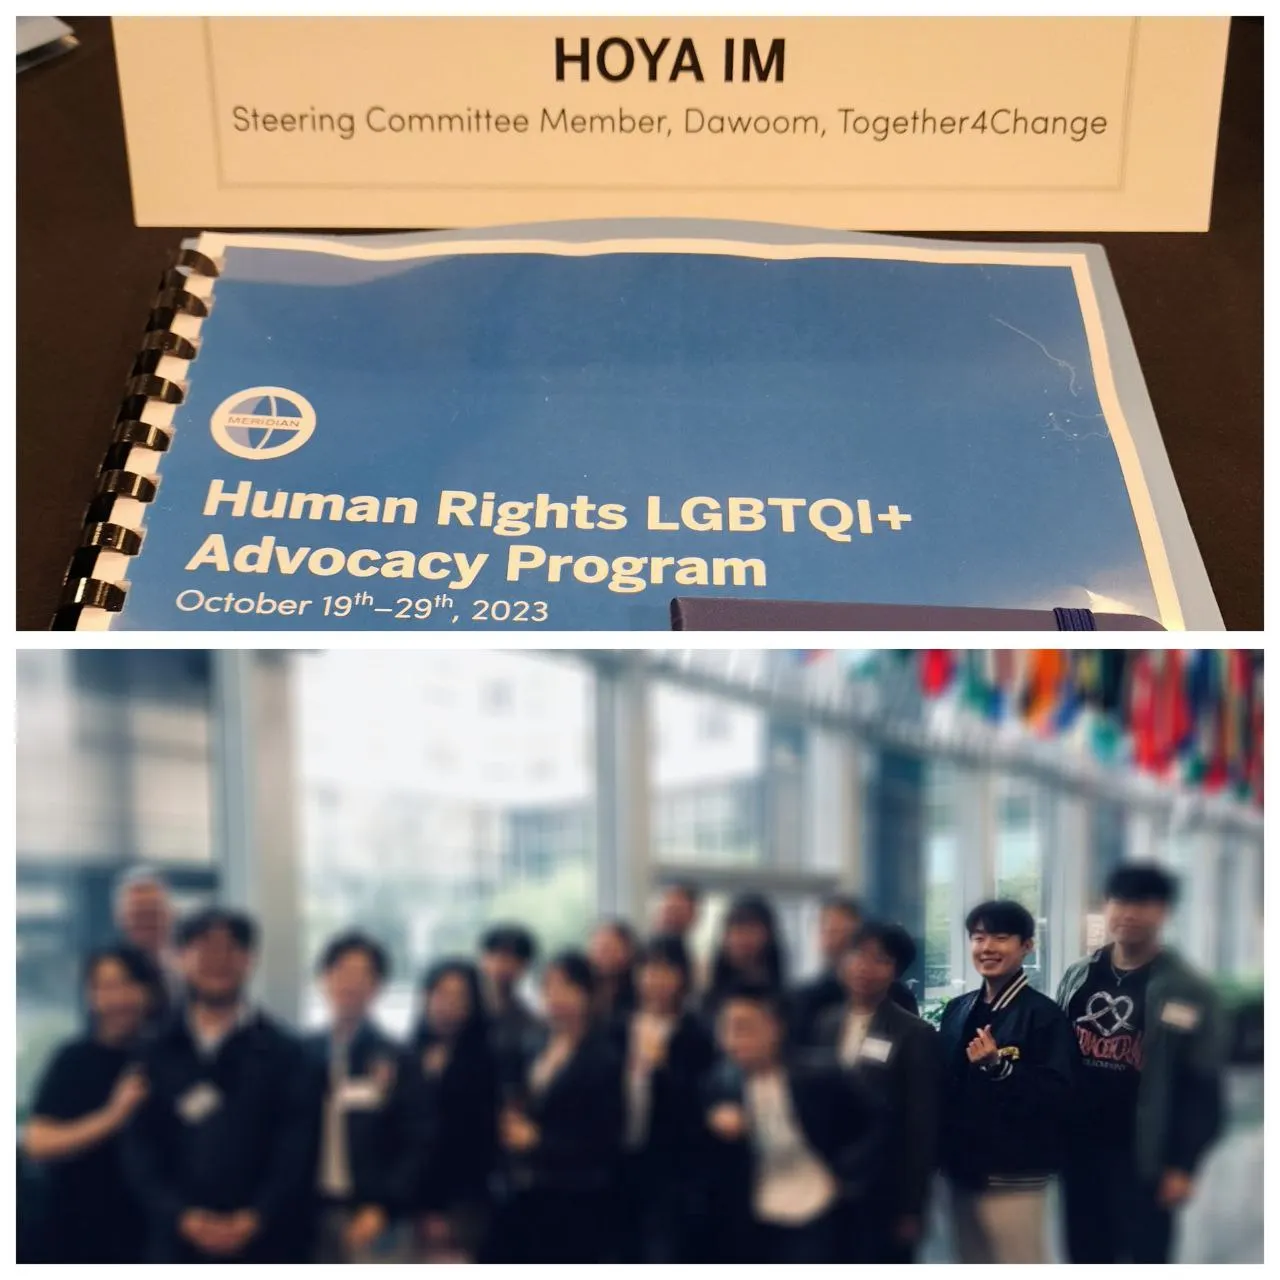 HOYA IM
Steering Committee Member, Dawoom, Together4Change
MERIDIAN
Human Rights LGBTQI+
Advocacy Program
October 19th–29th, 2023